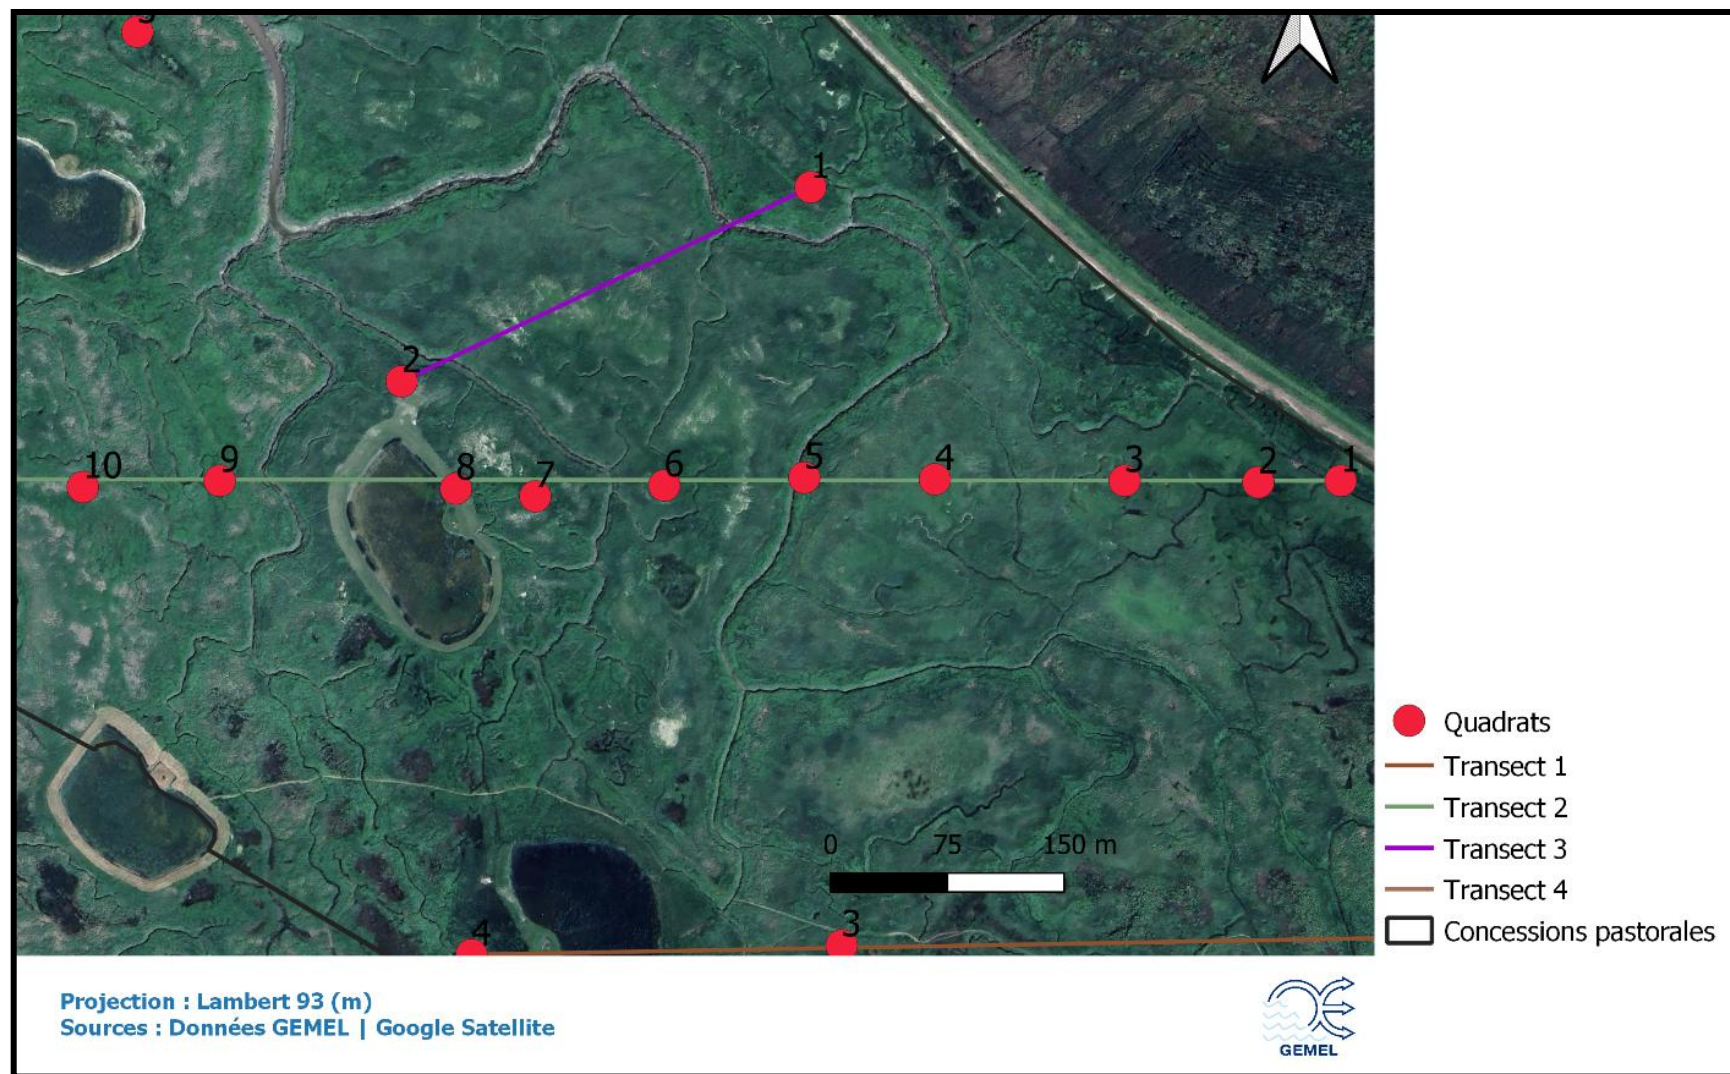 1
2
10
9
8
7
6
5
4
3
2
1
0
75
150 m
4
3
Quadrats
Transect 1
Transect 2
Transect 3
Transect 4
Concessions pastorales
Projection : Lambert 93 (m)
Sources : Données GEMEL | Google Satellite
GEMEL